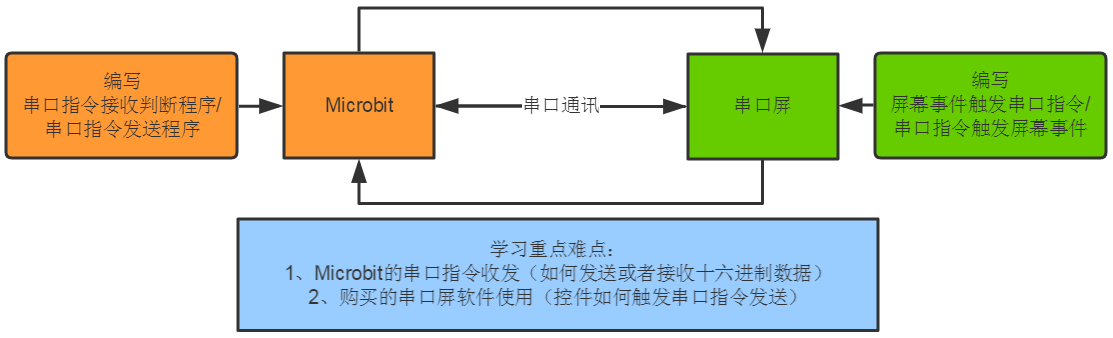 编写
串口指令接收判断程序/
串口指令发送程序
Microbit
串口通讯
串口屏
编写
屏幕事件触发串口指令/
串口指令触发屏幕事件
学习重点难点：
1、Microbit的串口指令收发（如何发送或者接收十六进制数据）
2、购买的串口屏软件使用（控件如何触发串口指令发送）